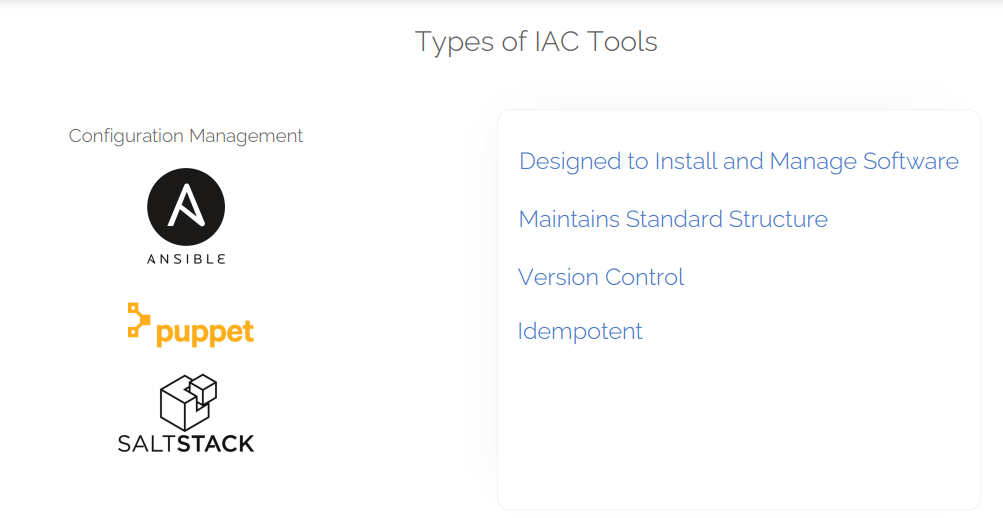 Types of IAC Tools
Configuration Management
ANSIBLE
puppet
SALTSTACK
Designed to Install and Manage Software
Maintains Standard Structure
Version Control
Idempotent